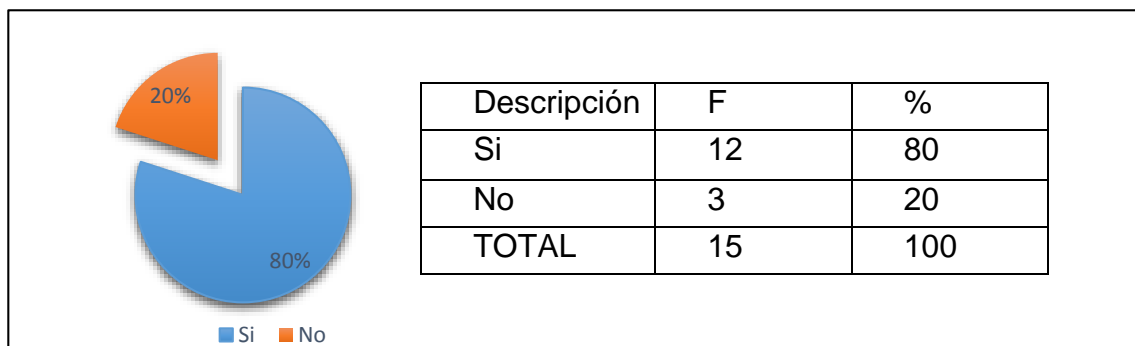 20%
80%
Si No
Descripción F %
Si 12 80
No 3 20
TOTAL 15 100